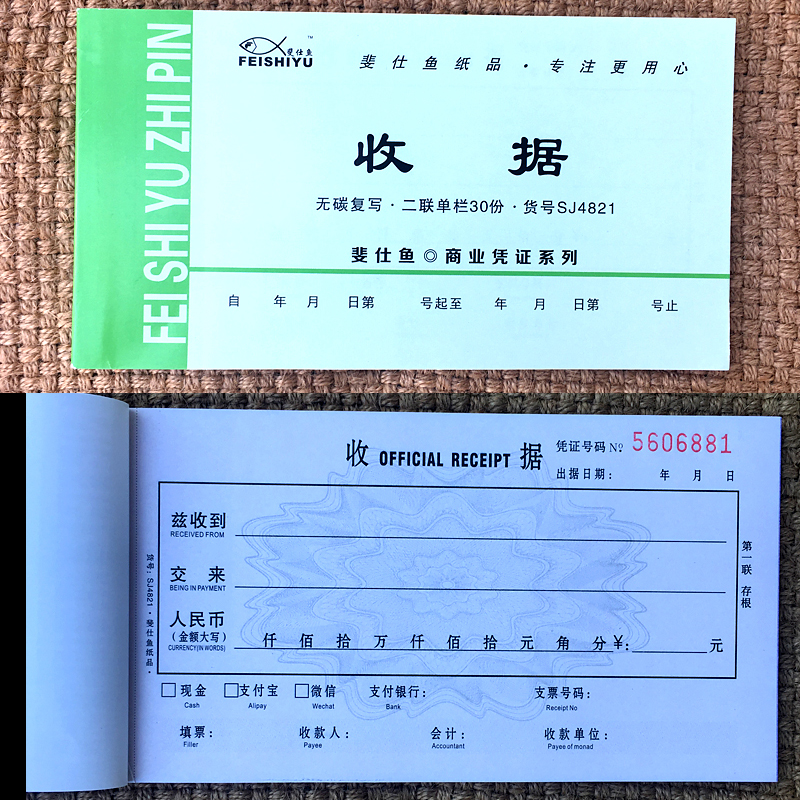 FEI SHI YU ZHI PIN
斐仕鱼™
FEISHIYU
斐仕鱼纸品·专注更用心
收 据
无碳复写·二联单栏30份·货号SJ4821
斐仕鱼◎商业凭证系列
自 年 月 日第 号起至 年 月 日第 号止
收 OFFICIAL RECEIPT 据
凭证号码 Nº 5606881
出据日期： 年 月 日
兹收到
RECEIVED FROM
交 来
BEING IN PAYMENT
人民币
(金额大写)
CURRENCY(IN WORDS)
仟 佰 拾 万 仟 佰 拾 元 角 分 ¥: 元
第一联 存根
货号：SJ4821·斐仕鱼纸品·
现金 支付宝 微信 支付银行： 支票号码：
Cash Alipay Wechat Bank Receipt No
填票： 收款人： 会计： 收款单位：
Filler Payee Accountant Payee of monad